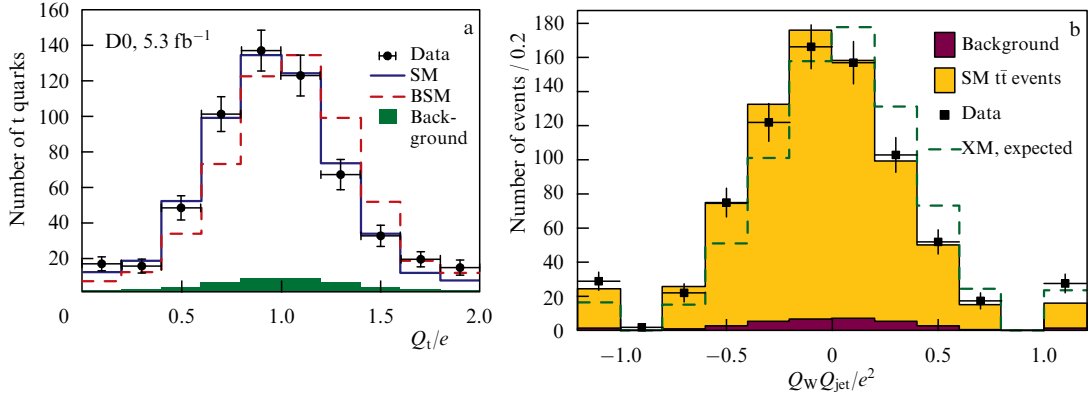 a
D0, 5.3 fb⁻¹
Data
SM
BSM
Back-
ground
Number of t quarks
160
140
120
100
80
60
40
20
0
0.5
1.0
1.5
2.0
Qt/e
b
Background
SM tt̄ events
Data
XM, expected
Number of events / 0.2
180
160
140
120
100
80
60
40
20
0
−1.0
−0.5
0
0.5
1.0
QWQjet/e²